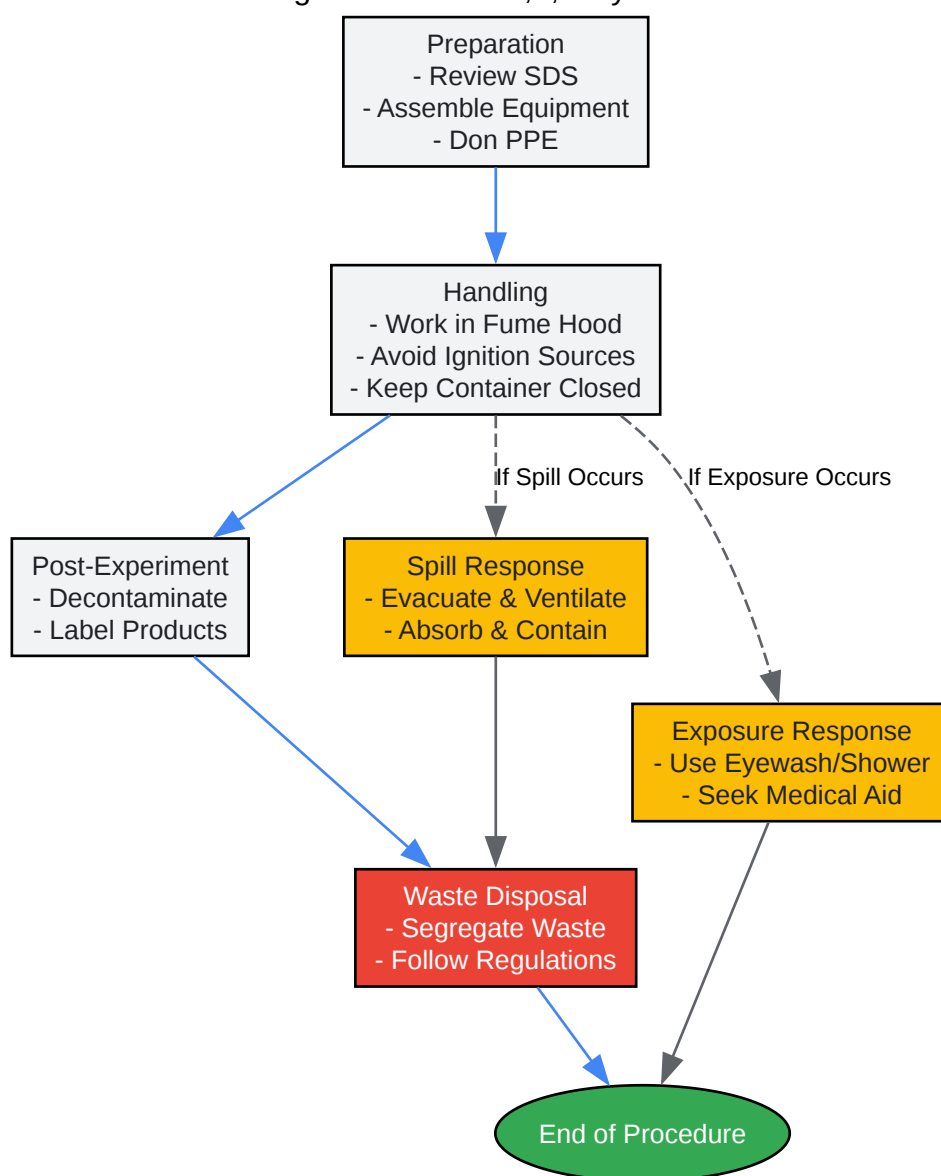 Preparation
- Review SDS
- Assemble Equipment
- Don PPE
Handling
- Work in Fume Hood
- Avoid Ignition Sources
- Keep Container Closed
If Spill Occurs
If Exposure Occurs
Post-Experiment
- Decontaminate
- Label Products
Spill Response
- Evacuate & Ventilate
- Absorb & Contain
Exposure Response
- Use Eyewash/Shower
- Seek Medical Aid
Waste Disposal
- Segregate Waste
- Follow Regulations
End of Procedure